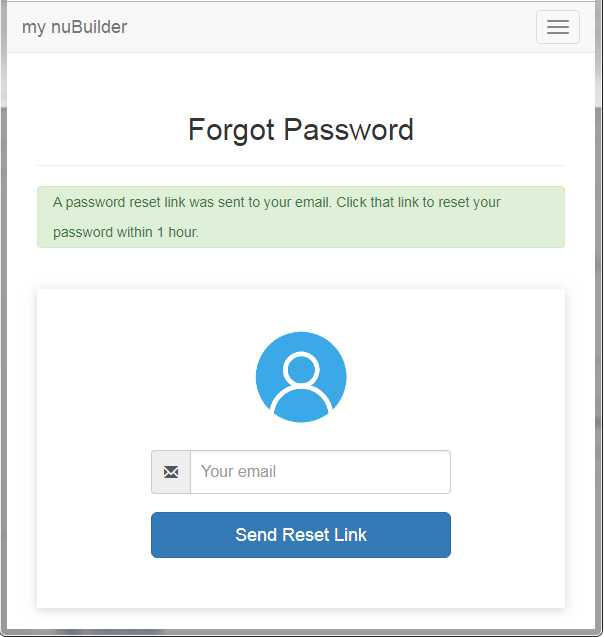 my nuBuilder
Forgot Password
A password reset link was sent to your email. Click that link to reset your
password within 1 hour.
Your email
Send Reset Link